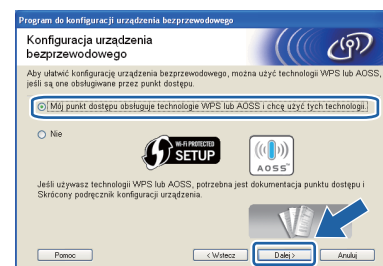 Program do konfiguracji urządzenia bezprzewodowego
Konfiguracja urządzenia
bezprzewodowego
Aby ułatwić konfigurację urządzenia bezprzewodowego, można użyć technologii WPS lub AOSS,
jeśli są one obsługiwane przez punkt dostępu.
Mój punkt dostępu obsługuje technologie WPS lub AOSS i chcę użyć tych technologii.
Nie
WI-FI PROTECTED
SETUP
AOSS
Jeśli używasz technologii WPS lub AOSS, potrzebna jest dokumentacja punktu dostępu i
Skrócony podręcznik konfiguracji urządzenia.
Pomoc
< Wstecz
Dalej >
Anuluj